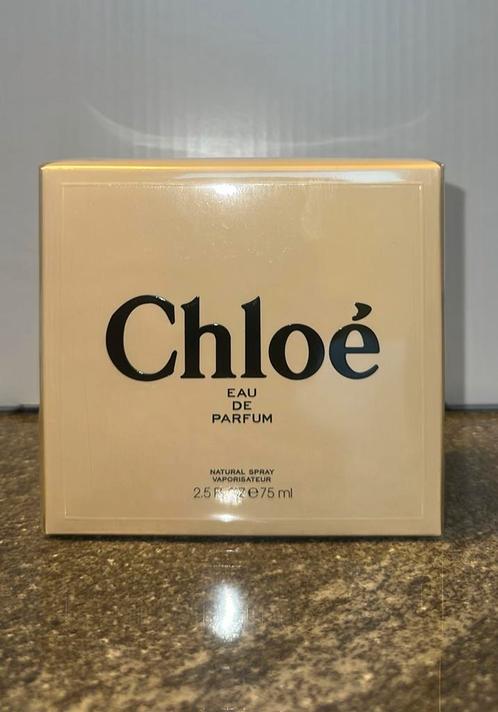 Chloé
EAU
DE
PARFUM
NATURAL SPRAY
VAPORISATEUR
2.5 ℮ 75 ml